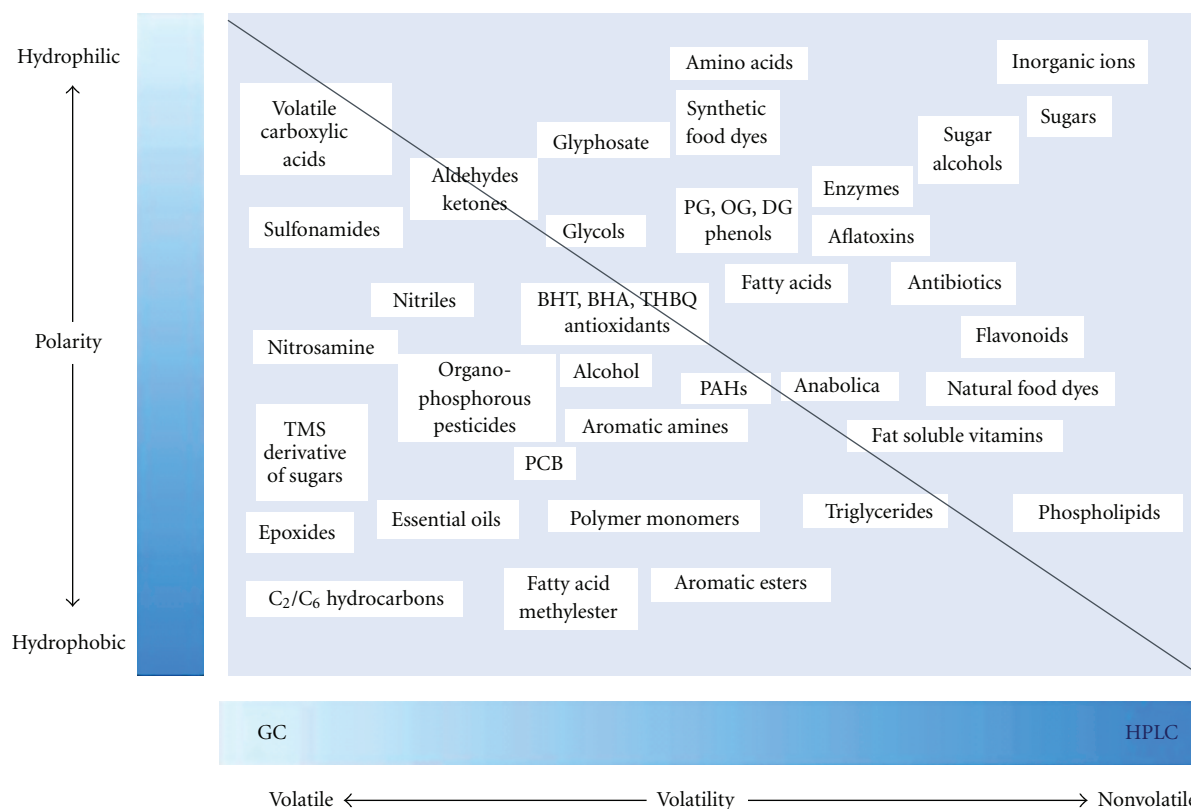 Hydrophilic
Polarity
Hydrophobic
Amino acids
Inorganic ions
Volatile
carboxylic
acids
Synthetic
food dyes
Sugars
Glyphosate
Sugar
alcohols
Aldehydes
ketones
Enzymes
PG, OG, DG
phenols
Sulfonamides
Glycols
Aflatoxins
Fatty acids
Antibiotics
Nitriles
BHT, BHA, THBQ
antioxidants
Flavonoids
Nitrosamine
Organo-
phosphorous
pesticides
Alcohol
PAHs
Anabolica
Natural food dyes
TMS
derivative
of sugars
Aromatic amines
Fat soluble vitamins
PCB
Epoxides
Essential oils
Polymer monomers
Triglycerides
Phospholipids
C₂/C₆ hydrocarbons
Fatty acid
methylester
Aromatic esters
GC
HPLC
Volatile
Volatility
Nonvolatile